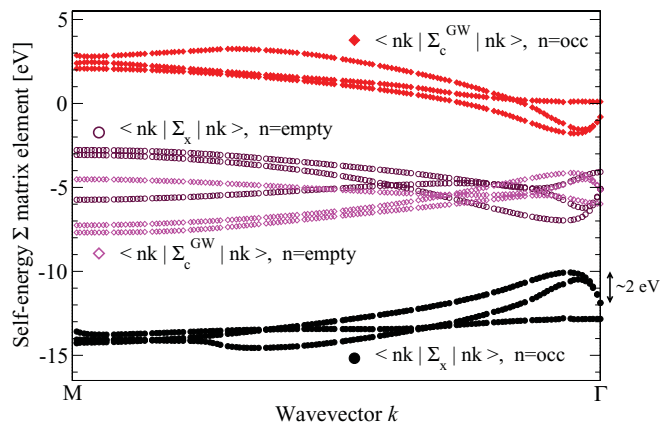 5
0
-5
-10
-15
Self-energy Σ matrix element [eV]
< nk | Σ_c^GW | nk >, n=occ
< nk | Σ_x | nk >, n=empty
< nk | Σ_c^GW | nk >, n=empty
~2 eV
< nk | Σ_x | nk >, n=occ
M
Γ
Wavevector k